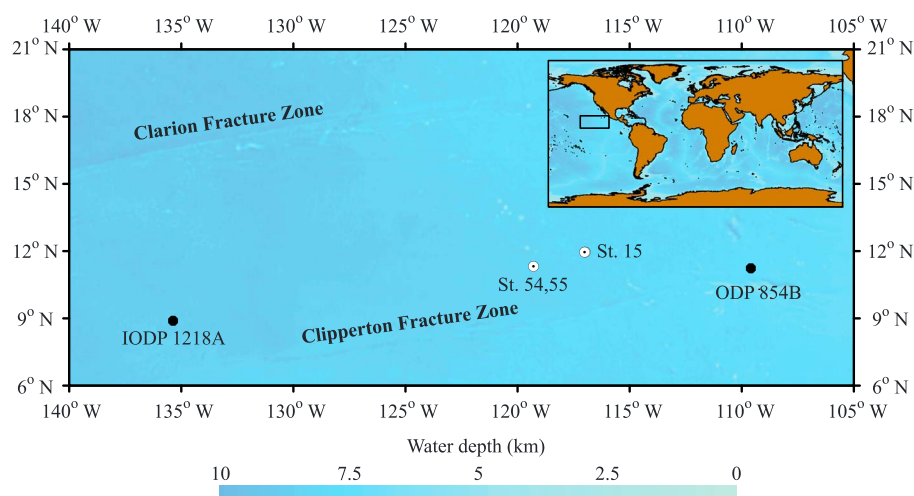 140° W 135° W 130° W 125° W 120° W 115° W 110° W 105° W
21° N 21° N
Clarion Fracture Zone
18° N 18° N
15° N 15° N
12° N St. 15 12° N
St. 54,55 ODP 854B
9° N Clipperton Fracture Zone 9° N
IODP 1218A
6° N 6° N
140° W 135° W 130° W 125° W 120° W 115° W 110° W 105° W
Water depth (km)
10 7.5 5 2.5 0